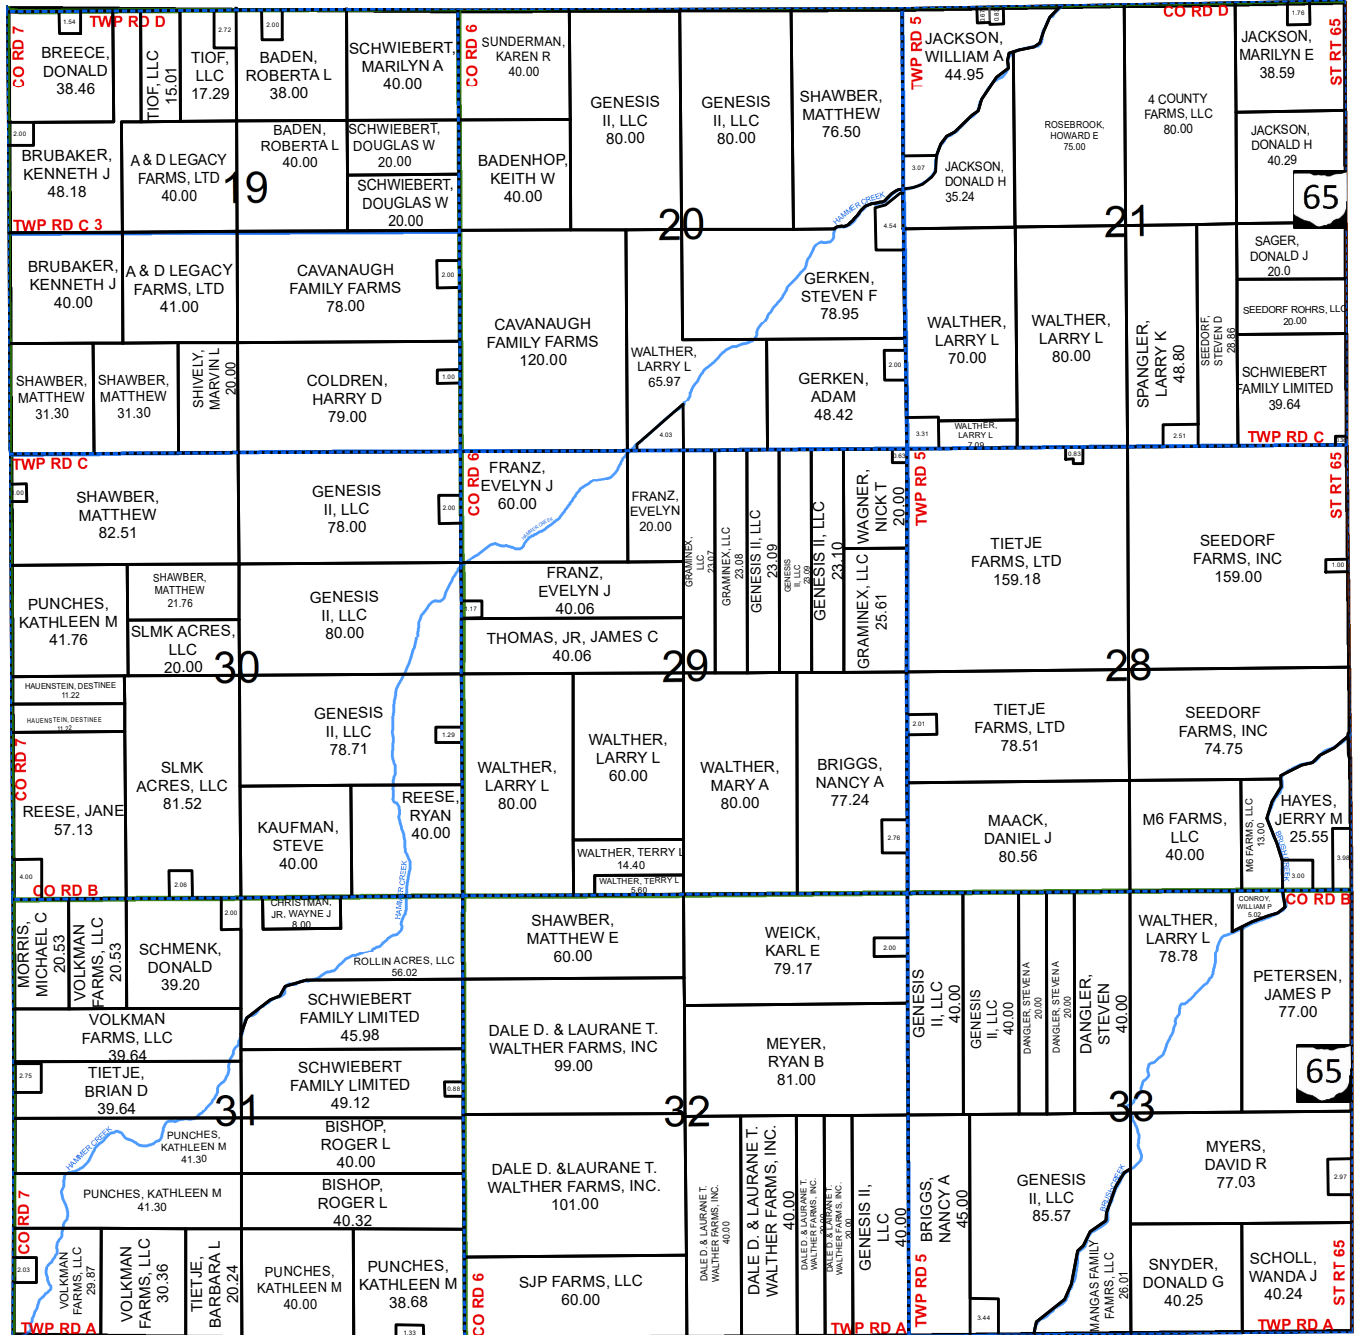 CO RD 7
1.54
TWP RD D
BREECE,
DONALD
38.46
TIOF, LLC
15.01
2.72
TIOF,
LLC
17.29
2.00
BADEN,
ROBERTA L
38.00
SCHWIEBERT,
MARILYN A
40.00
2.00
BRUBAKER,
KENNETH J
48.18
TWP RD C 3
A & D LEGACY
FARMS, LTD
40.00
19
BADEN,
ROBERTA L
40.00
SCHWIEBERT,
DOUGLAS W
20.00
SCHWIEBERT,
DOUGLAS W
20.00
BRUBAKER,
KENNETH J
40.00
A & D LEGACY
FARMS, LTD
41.00
CAVANAUGH
FAMILY FARMS
78.00
2.00
SHAWBER,
MATTHEW
31.30
SHAWBER,
MATTHEW
31.30
SHIVELY,
MARVIN L
20.00
COLDREN,
HARRY D
79.00
1.00
CO RD 6
SUNDERMAN,
KAREN R
40.00
GENESIS
II, LLC
80.00
GENESIS
II, LLC
80.00
SHAWBER,
MATTHEW
76.50
BADENHOP,
KEITH W
40.00
20
HAMMER CREEK
4.54
CAVANAUGH
FAMILY FARMS
120.00
WALTHER,
LARRY L
65.97
GERKEN,
STEVEN F
78.95
GERKEN,
ADAM
48.42
2.00
4.03
TWP RD 5
JACKSON,
WILLIAM A
44.95
CO RD D
1.76
JACKSON,
MARILYN E
38.59
ST RT 65
4 COUNTY
FARMS, LLC
80.00
ROSEBROOK,
HOWARD E
75.00
JACKSON,
DONALD H
40.29
3.07
JACKSON,
DONALD H
35.24
65
21
SAGER,
DONALD J
20.0
SEEDORF ROHRS, LLC
20.00
WALTHER,
LARRY L
70.00
WALTHER,
LARRY L
80.00
SPANGLER,
LARRY K
48.80
SEEDORF,
STEVEN D
28.86
SCHWIEBERT
FAMILY LIMITED
39.64
3.31
WALTHER,
LARRY L
7.09
2.51
TWP RD C
TWP RD C
SHAWBER,
MATTHEW
82.51
GENESIS
II, LLC
78.00
2.00
PUNCHES,
KATHLEEN M
41.76
SHAWBER,
MATTHEW
21.76
SLMK ACRES,
LLC
20.00
GENESIS
II, LLC
80.00
30
HAUENSTEIN, DESTINEE
11.22
HAUENSTEIN, DESTINEE
11.22
CO RD 7
REESE, JANE
57.13
SLMK
ACRES, LLC
81.52
GENESIS
II, LLC
78.71
1.29
KAUFMAN,
STEVE
40.00
REESE,
RYAN
40.00
4.00
CO RD B
2.06
HAMMER CREEK
CO RD 6
FRANZ,
EVELYN J
60.00
HAMMER CREEK
FRANZ,
EVELYN
20.00
GRAMINEX,
LLC
23.07
GRAMINEX, LLC
23.08
GENESIS II, LLC
23.09
GENESIS
II, LLC
23.09
GENESIS II, LLC
23.10
WAGNER,
NICK T
20.00
0.63
GRAMINEX, LLC
25.61
FRANZ,
EVELYN J
40.06
1.17
THOMAS, JR, JAMES C
40.06
29
WALTHER,
LARRY L
80.00
WALTHER,
LARRY L
60.00
WALTHER,
MARY A
80.00
BRIGGS,
NANCY A
77.24
2.76
WALTHER, TERRY L
14.40
WALTHER, TERRY L
5.60
TWP RD 5
0.83
TIETJE
FARMS, LTD
159.18
SEEDORF
FARMS, INC
159.00
ST RT 65
1.00
28
2.01
TIETJE
FARMS, LTD
78.51
SEEDORF
FARMS, INC
74.75
MAACK,
DANIEL J
80.56
M6 FARMS,
LLC
40.00
M6 FARMS, LLC
13.00
HAYES,
JERRY M
25.55
BRUSH CREEK
3.00
3.98
MORRIS,
MICHAEL C
20.53
VOLKMAN
FARMS, LLC
20.53
SCHMENK,
DONALD
39.20
2.00
CHRISTMAN,
JR, WAYNE J
8.00
ROLLIN ACRES, LLC
56.02
VOLKMAN
FARMS, LLC
39.64
SCHWIEBERT
FAMILY LIMITED
45.98
2.75
TIETJE,
BRIAN D
39.64
SCHWIEBERT
FAMILY LIMITED
49.12
0.88
31
HAMMER CREEK
PUNCHES,
KATHLEEN M
41.30
BISHOP,
ROGER L
40.00
CO RD 7
PUNCHES, KATHLEEN M
41.30
BISHOP,
ROGER L
40.32
2.03
VOLKMAN
FARMS, LLC
29.87
VOLKMAN
FARMS, LLC
30.36
TIETJE,
BARBARA L
20.24
PUNCHES,
KATHLEEN M
40.00
PUNCHES,
KATHLEEN M
38.68
1.33
TWP RD A
SHAWBER,
MATTHEW E
60.00
WEICK,
KARL E
79.17
2.00
DALE D. & LAURANE T.
WALTHER FARMS, INC
99.00
MEYER,
RYAN B
81.00
32
DALE D. &LAURANE T.
WALTHER FARMS, INC.
101.00
DALE D. & LAURANE T.
WALTHER FARMS, INC.
40.00
DALE D. & LAURANE T.
WALTHER FARMS, INC.
40.00
DALE D. & LAURANE T.
WALTHER FARMS, INC.
20.00
DALE D. & LAURANE T.
WALTHER FARMS, INC.
20.00
GENESIS II,
LLC
40.00
CO RD 6
SJP FARMS, LLC
60.00
TWP RD A
GENESIS
II, LLC
40.00
GENESIS
II, LLC
40.00
DANGLER, STEVEN A
20.00
DANGLER, STEVEN A
20.00
DANGLER,
STEVEN
40.00
WALTHER,
LARRY L
78.78
CONROY,
WILLIAM P
5.02
CO RD B
PETERSEN,
JAMES P
77.00
65
33
BRIGGS,
NANCY A
45.00
GENESIS
II, LLC
85.57
BRUSH CREEK
MYERS,
DAVID R
77.03
2.97
TWP RD 5
3.44
MANGAS FAMILY
FAMRS, LLC
26.01
SNYDER,
DONALD G
40.25
SCHOLL,
WANDA J
40.24
ST RT 65
TWP RD A